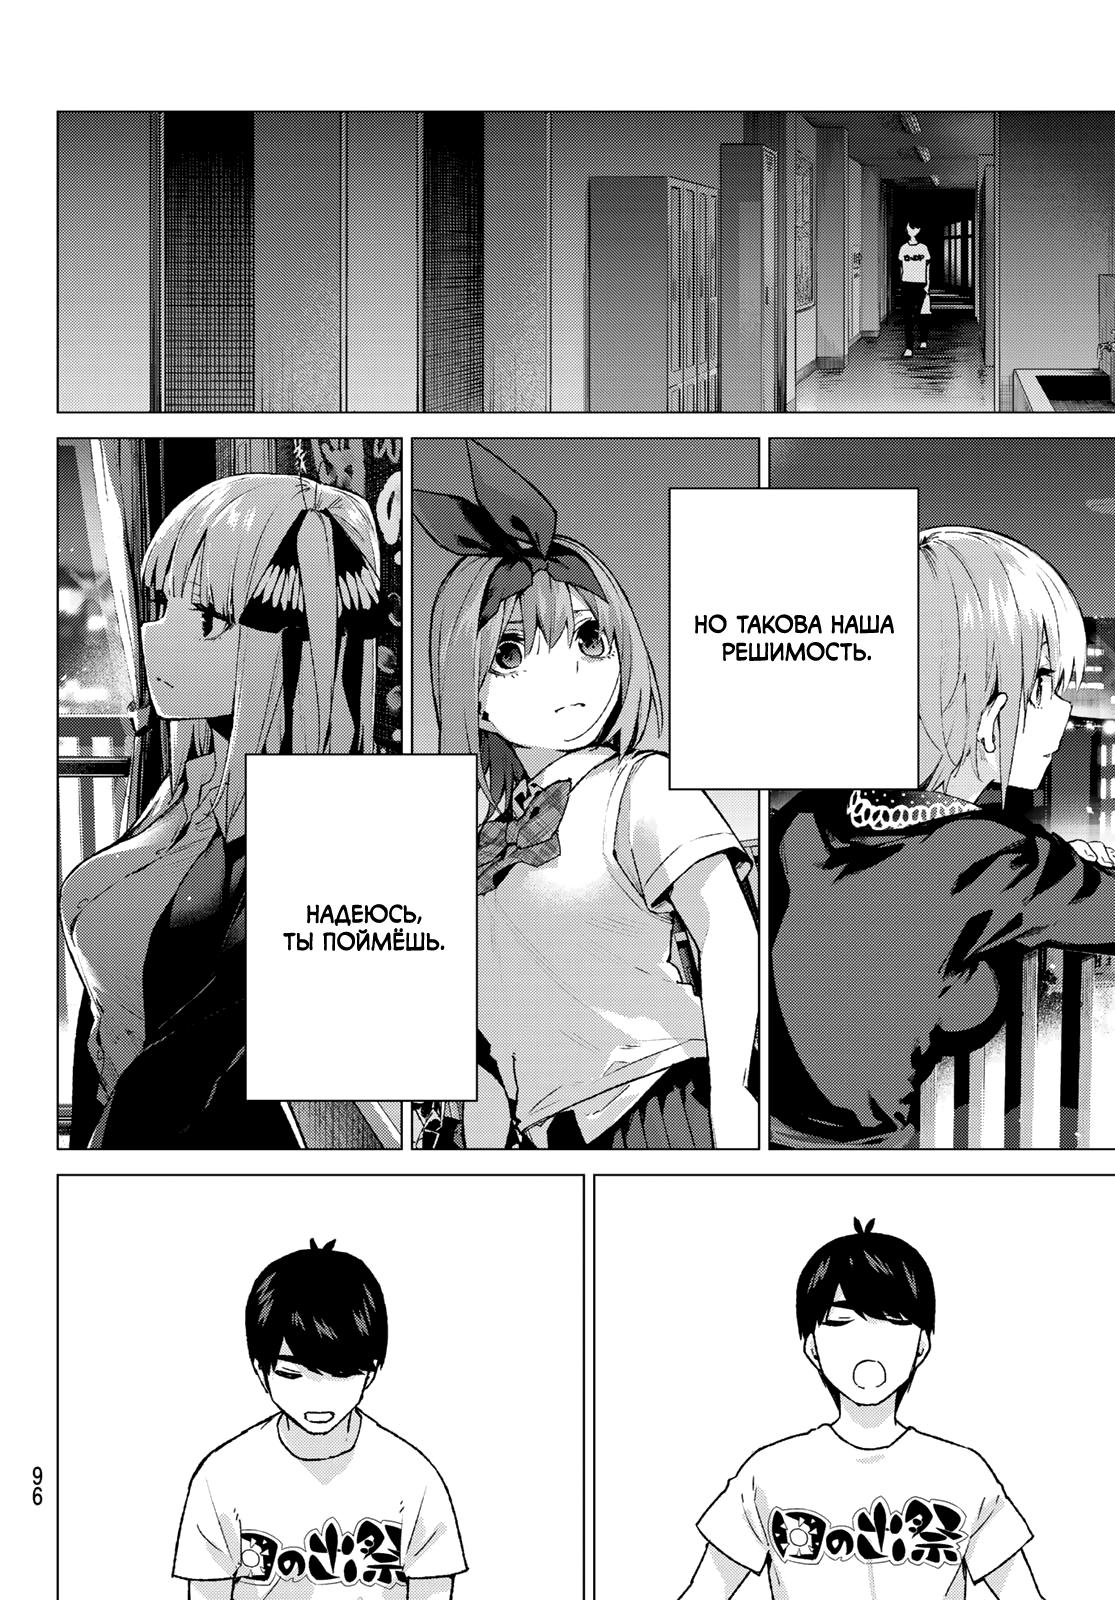 НО ТАКОВА НАША
РЕШИМОСТЬ.
НАДЕЮСЬ,
ТЫ ПОЙМЁШЬ.
日の出祭
日の出祭
96